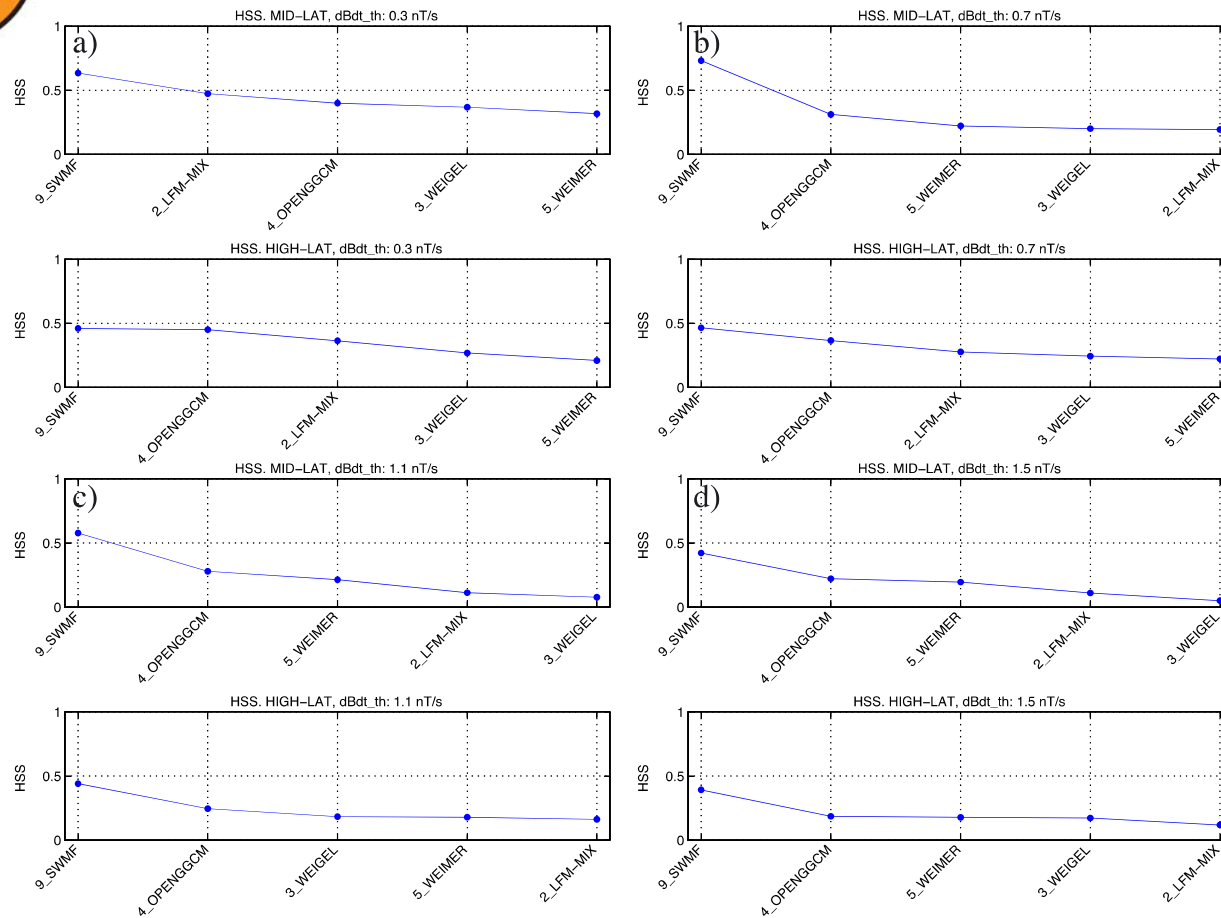 HSS. MID−LAT, dBdt_th: 0.3 nT/s
a)
1
0.5
0
HSS
9_SWMF
2_LFM−MIX
4_OPENGGCM
3_WEIGEL
5_WEIMER
HSS. HIGH−LAT, dBdt_th: 0.3 nT/s
1
0.5
0
HSS
9_SWMF
4_OPENGGCM
2_LFM−MIX
3_WEIGEL
5_WEIMER
HSS. MID−LAT, dBdt_th: 0.7 nT/s
b)
1
0.5
0
HSS
9_SWMF
4_OPENGGCM
5_WEIMER
3_WEIGEL
2_LFM−MIX
HSS. HIGH−LAT, dBdt_th: 0.7 nT/s
1
0.5
0
HSS
9_SWMF
4_OPENGGCM
2_LFM−MIX
3_WEIGEL
5_WEIMER
HSS. MID−LAT, dBdt_th: 1.1 nT/s
c)
1
0.5
0
HSS
9_SWMF
4_OPENGGCM
5_WEIMER
2_LFM−MIX
3_WEIGEL
HSS. HIGH−LAT, dBdt_th: 1.1 nT/s
1
0.5
0
HSS
9_SWMF
4_OPENGGCM
3_WEIGEL
5_WEIMER
2_LFM−MIX
HSS. MID−LAT, dBdt_th: 1.5 nT/s
d)
1
0.5
0
HSS
9_SWMF
4_OPENGGCM
5_WEIMER
2_LFM−MIX
3_WEIGEL
HSS. HIGH−LAT, dBdt_th: 1.5 nT/s
1
0.5
0
HSS
9_SWMF
4_OPENGGCM
5_WEIMER
3_WEIGEL
2_LFM−MIX